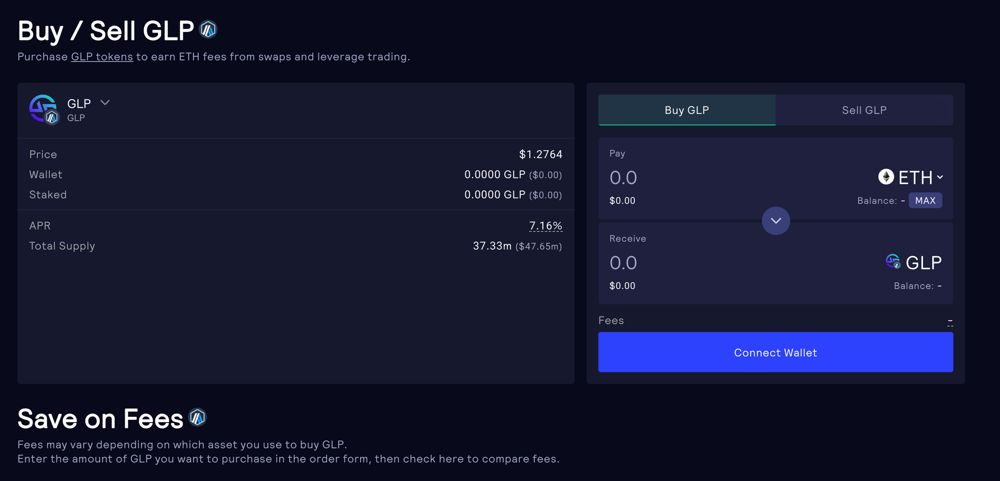 Buy / Sell GLP
Purchase GLP tokens to earn ETH fees from swaps and leverage trading.
GLP
GLP
Price $1.2764
Wallet 0.0000 GLP ($0.00)
Staked 0.0000 GLP ($0.00)
APR 7.16%
Total Supply 37.33m ($47.65m)
Buy GLP Sell GLP
Pay
0.0 ETH
$0.00 Balance: - MAX
Receive
0.0 GLP
$0.00 Balance: -
Fees -
Connect Wallet
Save on Fees
Fees may vary depending on which asset you use to buy GLP.
Enter the amount of GLP you want to purchase in the order form, then check here to compare fees.